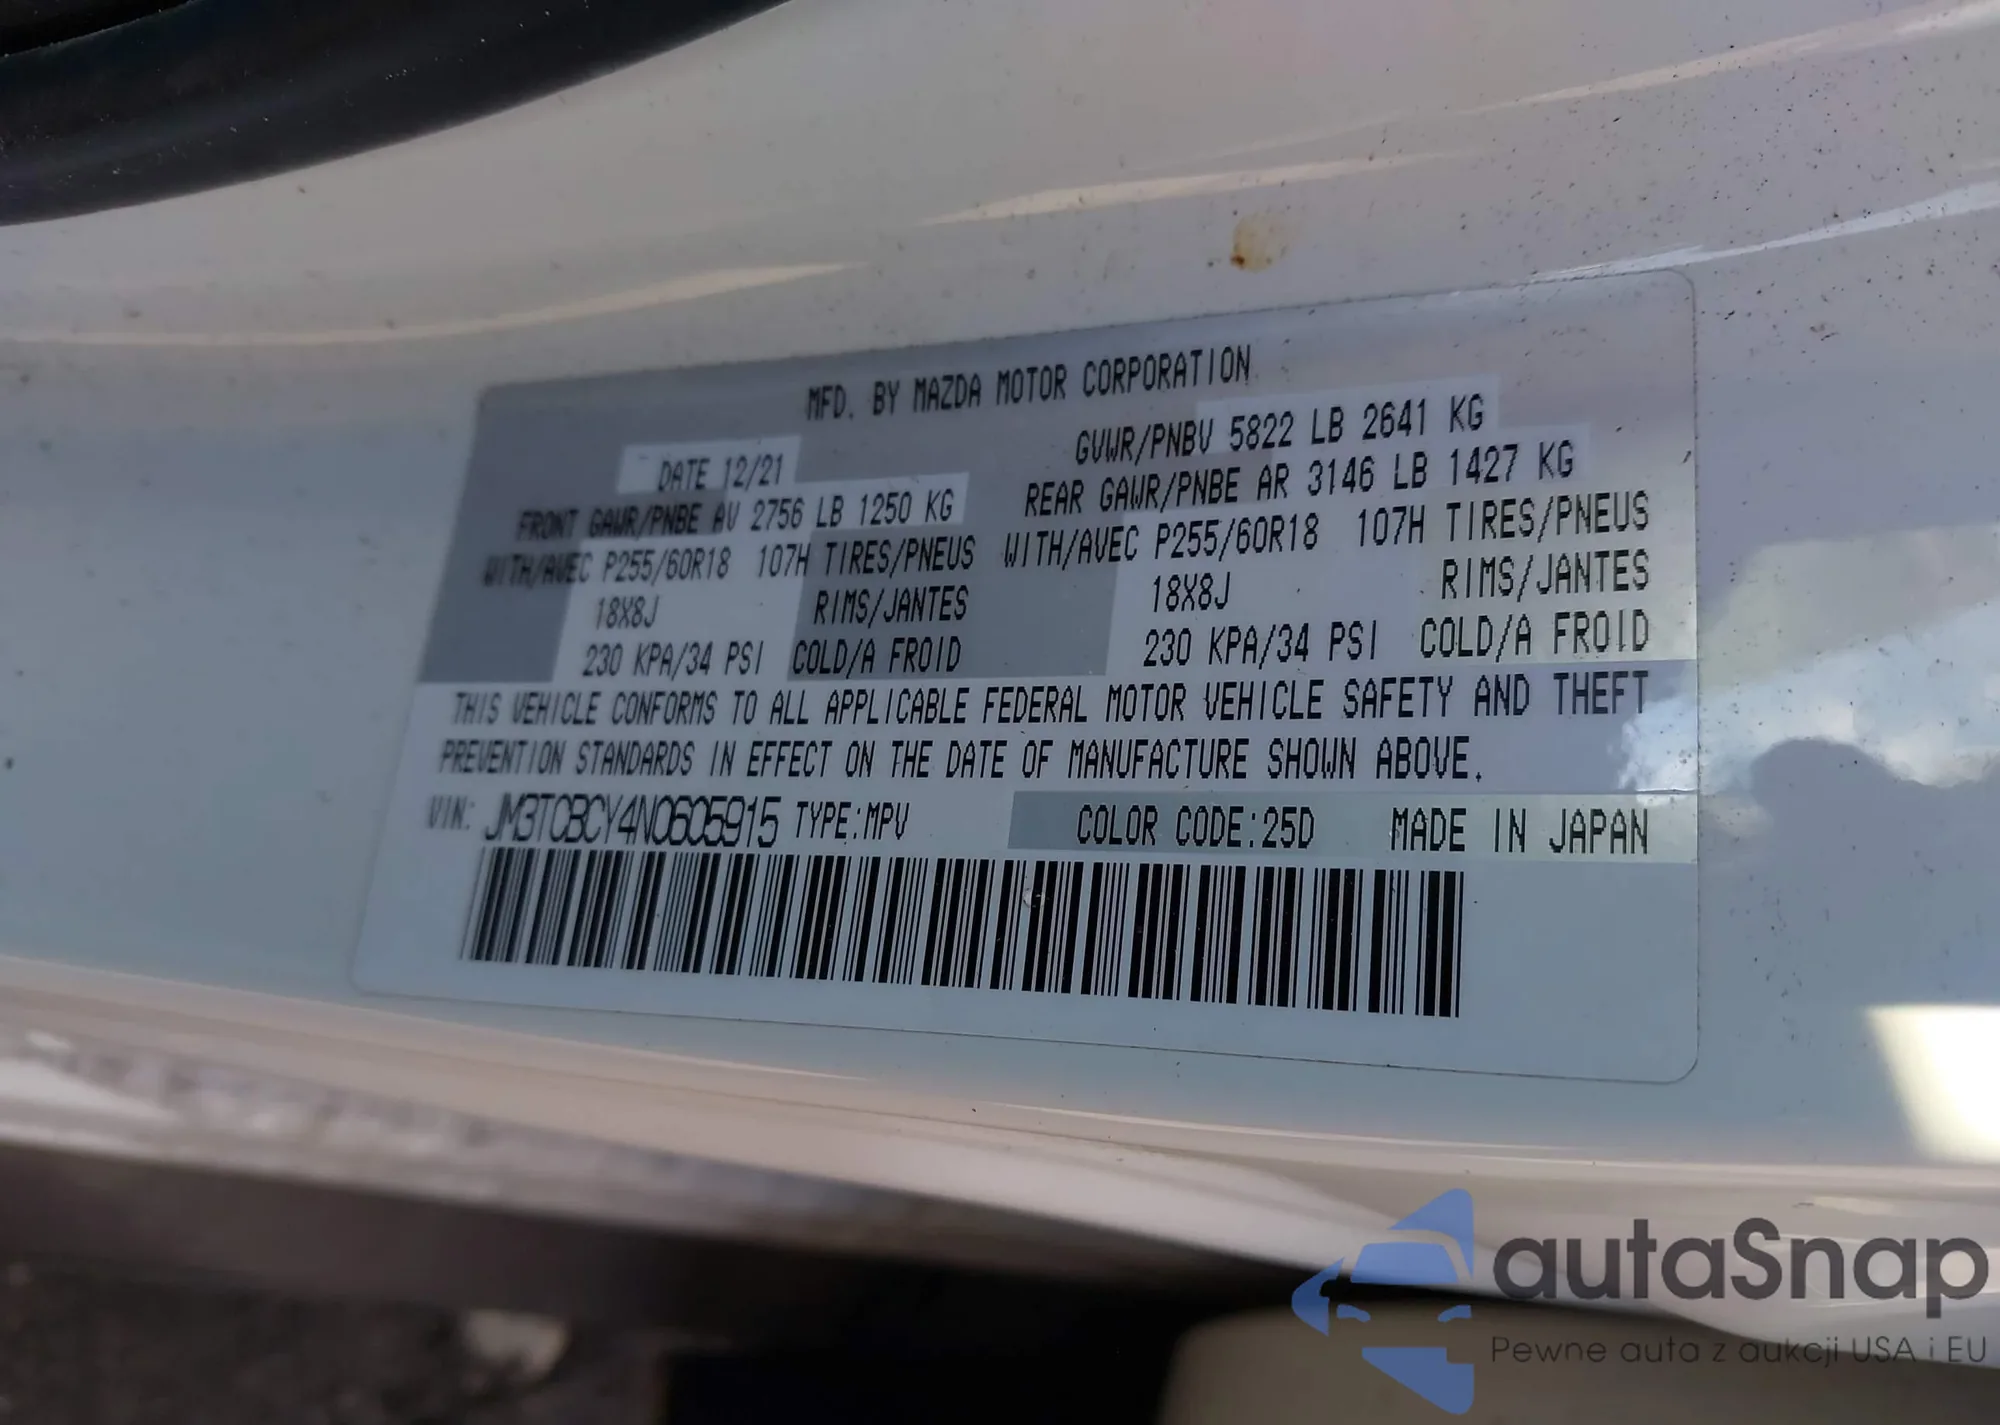 MFD. BY MAZDA MOTOR CORPORATION
DATE 12/21 GVWR/PNBV 5822 LB 2641 KG
FRONT GAWR/PNBE AV 2756 LB 1250 KG REAR GAWR/PNBE AR 3146 LB 1427 KG
WITH/AVEC P255/60R18 107H TIRES/PNEUS WITH/AVEC P255/60R18 107H TIRES/PNEUS
18X8J RIMS/JANTES 18X8J RIMS/JANTES
230 KPA/34 PSI COLD/A FROID 230 KPA/34 PSI COLD/A FROID
THIS VEHICLE CONFORMS TO ALL APPLICABLE FEDERAL MOTOR VEHICLE SAFETY AND THEFT
PREVENTION STANDARDS IN EFFECT ON THE DATE OF MANUFACTURE SHOWN ABOVE.
VIN: JM3TCBCY4N0605915 TYPE:MPV COLOR CODE:25D MADE IN JAPAN
autaSnap
Pewne auta z aukcji USA i EU